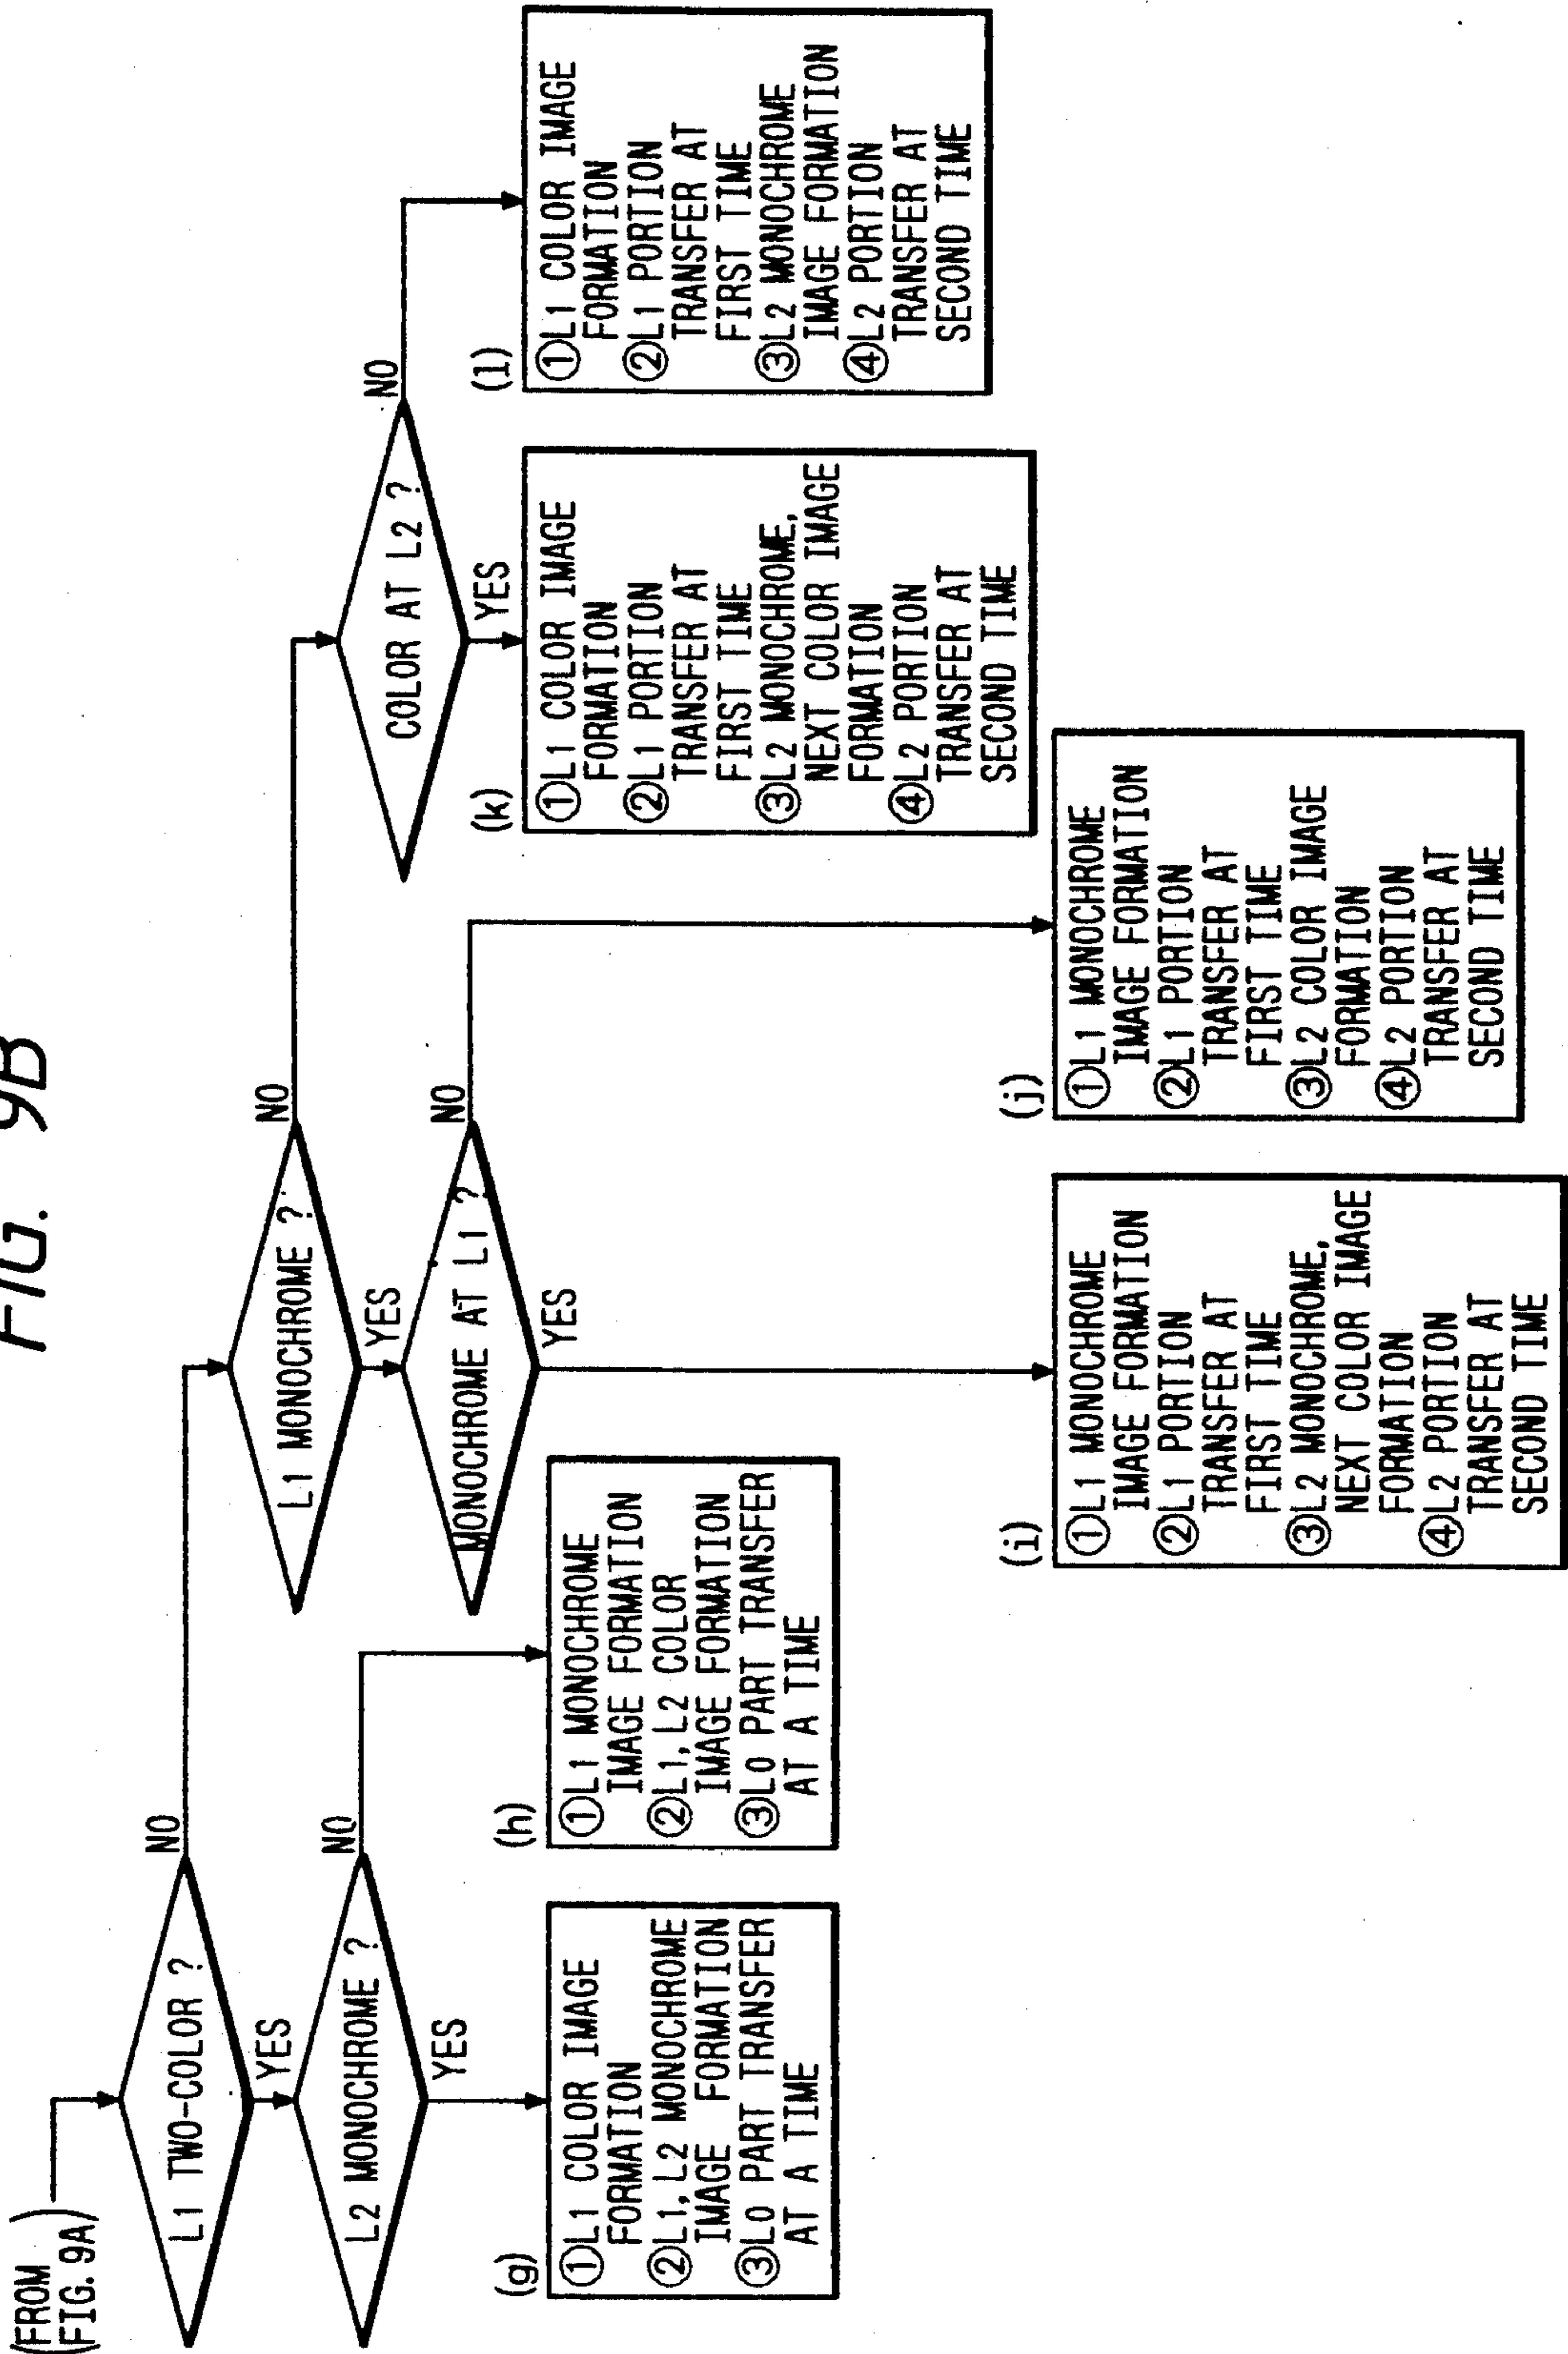 FIG. 9B
(FROM
FIG. 9A)
L1 TWO-COLOR ?
NO
YES
L2 MONOCHROME ?
NO
YES
(g)
①L1 COLOR IMAGE
FORMATION
②L1, L2 MONOCHROME
IMAGE FORMATION
③L0 PART TRANSFER
AT A TIME
(h)
①L1 MONOCHROME
IMAGE FORMATION
②L1, L2 COLOR
IMAGE FORMATION
③L0 PART TRANSFER
AT A TIME
L1 MONOCHROME ?
NO
YES
MONOCHROME AT L1 ?
NO
YES
(i)
①L1 MONOCHROME
IMAGE FORMATION
②L1 PORTION
TRANSFER AT
FIRST TIME
③L2 MONOCHROME,
NEXT COLOR IMAGE
FORMATION
④L2 PORTION
TRANSFER AT
SECOND TIME
(j)
①L1 MONOCHROME
IMAGE FORMATION
②L1 PORTION
TRANSFER AT
FIRST TIME
③L2 COLOR IMAGE
FORMATION
④L2 PORTION
TRANSFER AT
SECOND TIME
COLOR AT L2 ?
NO
YES
(k)
①L1 COLOR IMAGE
FORMATION
②L1 PORTION
TRANSFER AT
FIRST TIME
③L2 MONOCHROME,
NEXT COLOR IMAGE
FORMATION
④L2 PORTION
TRANSFER AT
SECOND TIME
(l)
①L1 COLOR IMAGE
FORMATION
②L1 PORTION
TRANSFER AT
FIRST TIME
③L2 MONOCHROME
IMAGE FORMATION
④L2 PORTION
TRANSFER AT
SECOND TIME